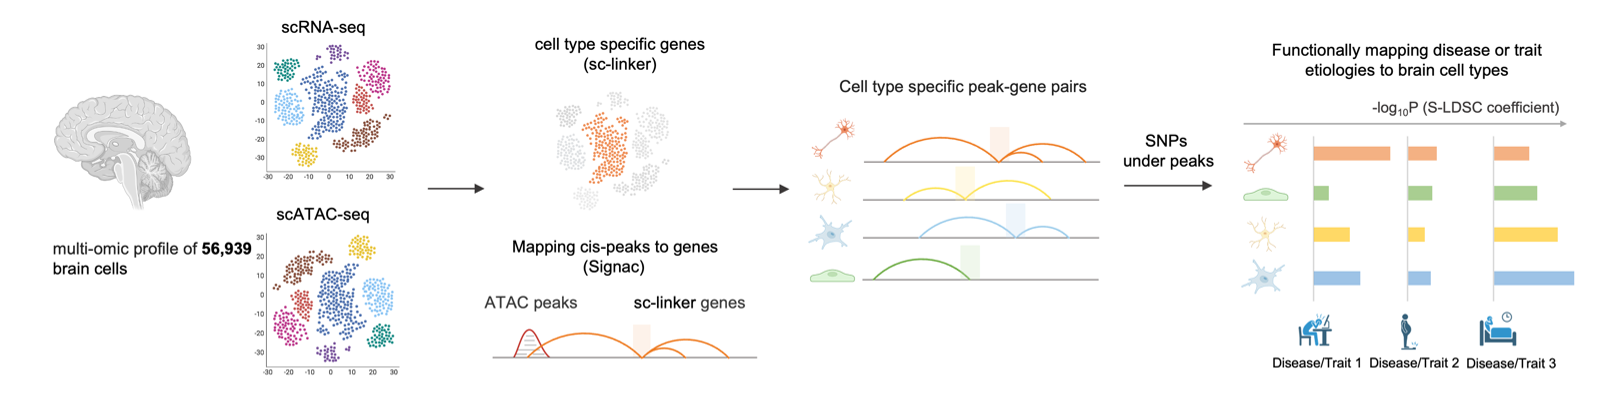 scRNA-seq
30
20
10
0
-10
-20
-30
-30 -20 -10 0 10 20 30
scATAC-seq
30
20
10
0
-10
-20
-30
-30 -20 -10 0 10 20 30
multi-omic profile of 56,939
brain cells
cell type specific genes
(sc-linker)
Mapping cis-peaks to genes
(Signac)
ATAC peaks
sc-linker genes
Cell type specific peak-gene pairs
SNPs
under peaks
Functionally mapping disease or trait
etiologies to brain cell types
-log₁₀P (S-LDSC coefficient)
Disease/Trait 1
Disease/Trait 2
Disease/Trait 3